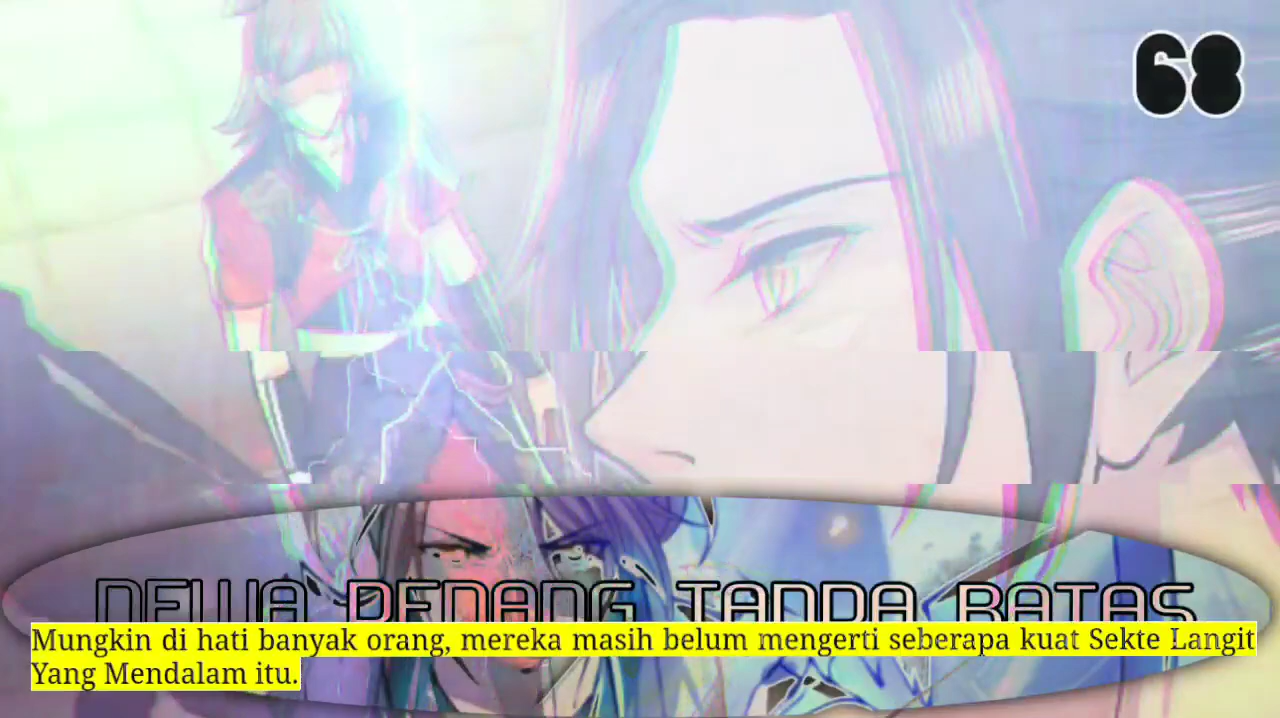 68
DEWA PEDANG TANPA BATAS
Mungkin di hati banyak orang, mereka masih belum mengerti seberapa kuat Sekte Langit
Yang Mendalam itu.